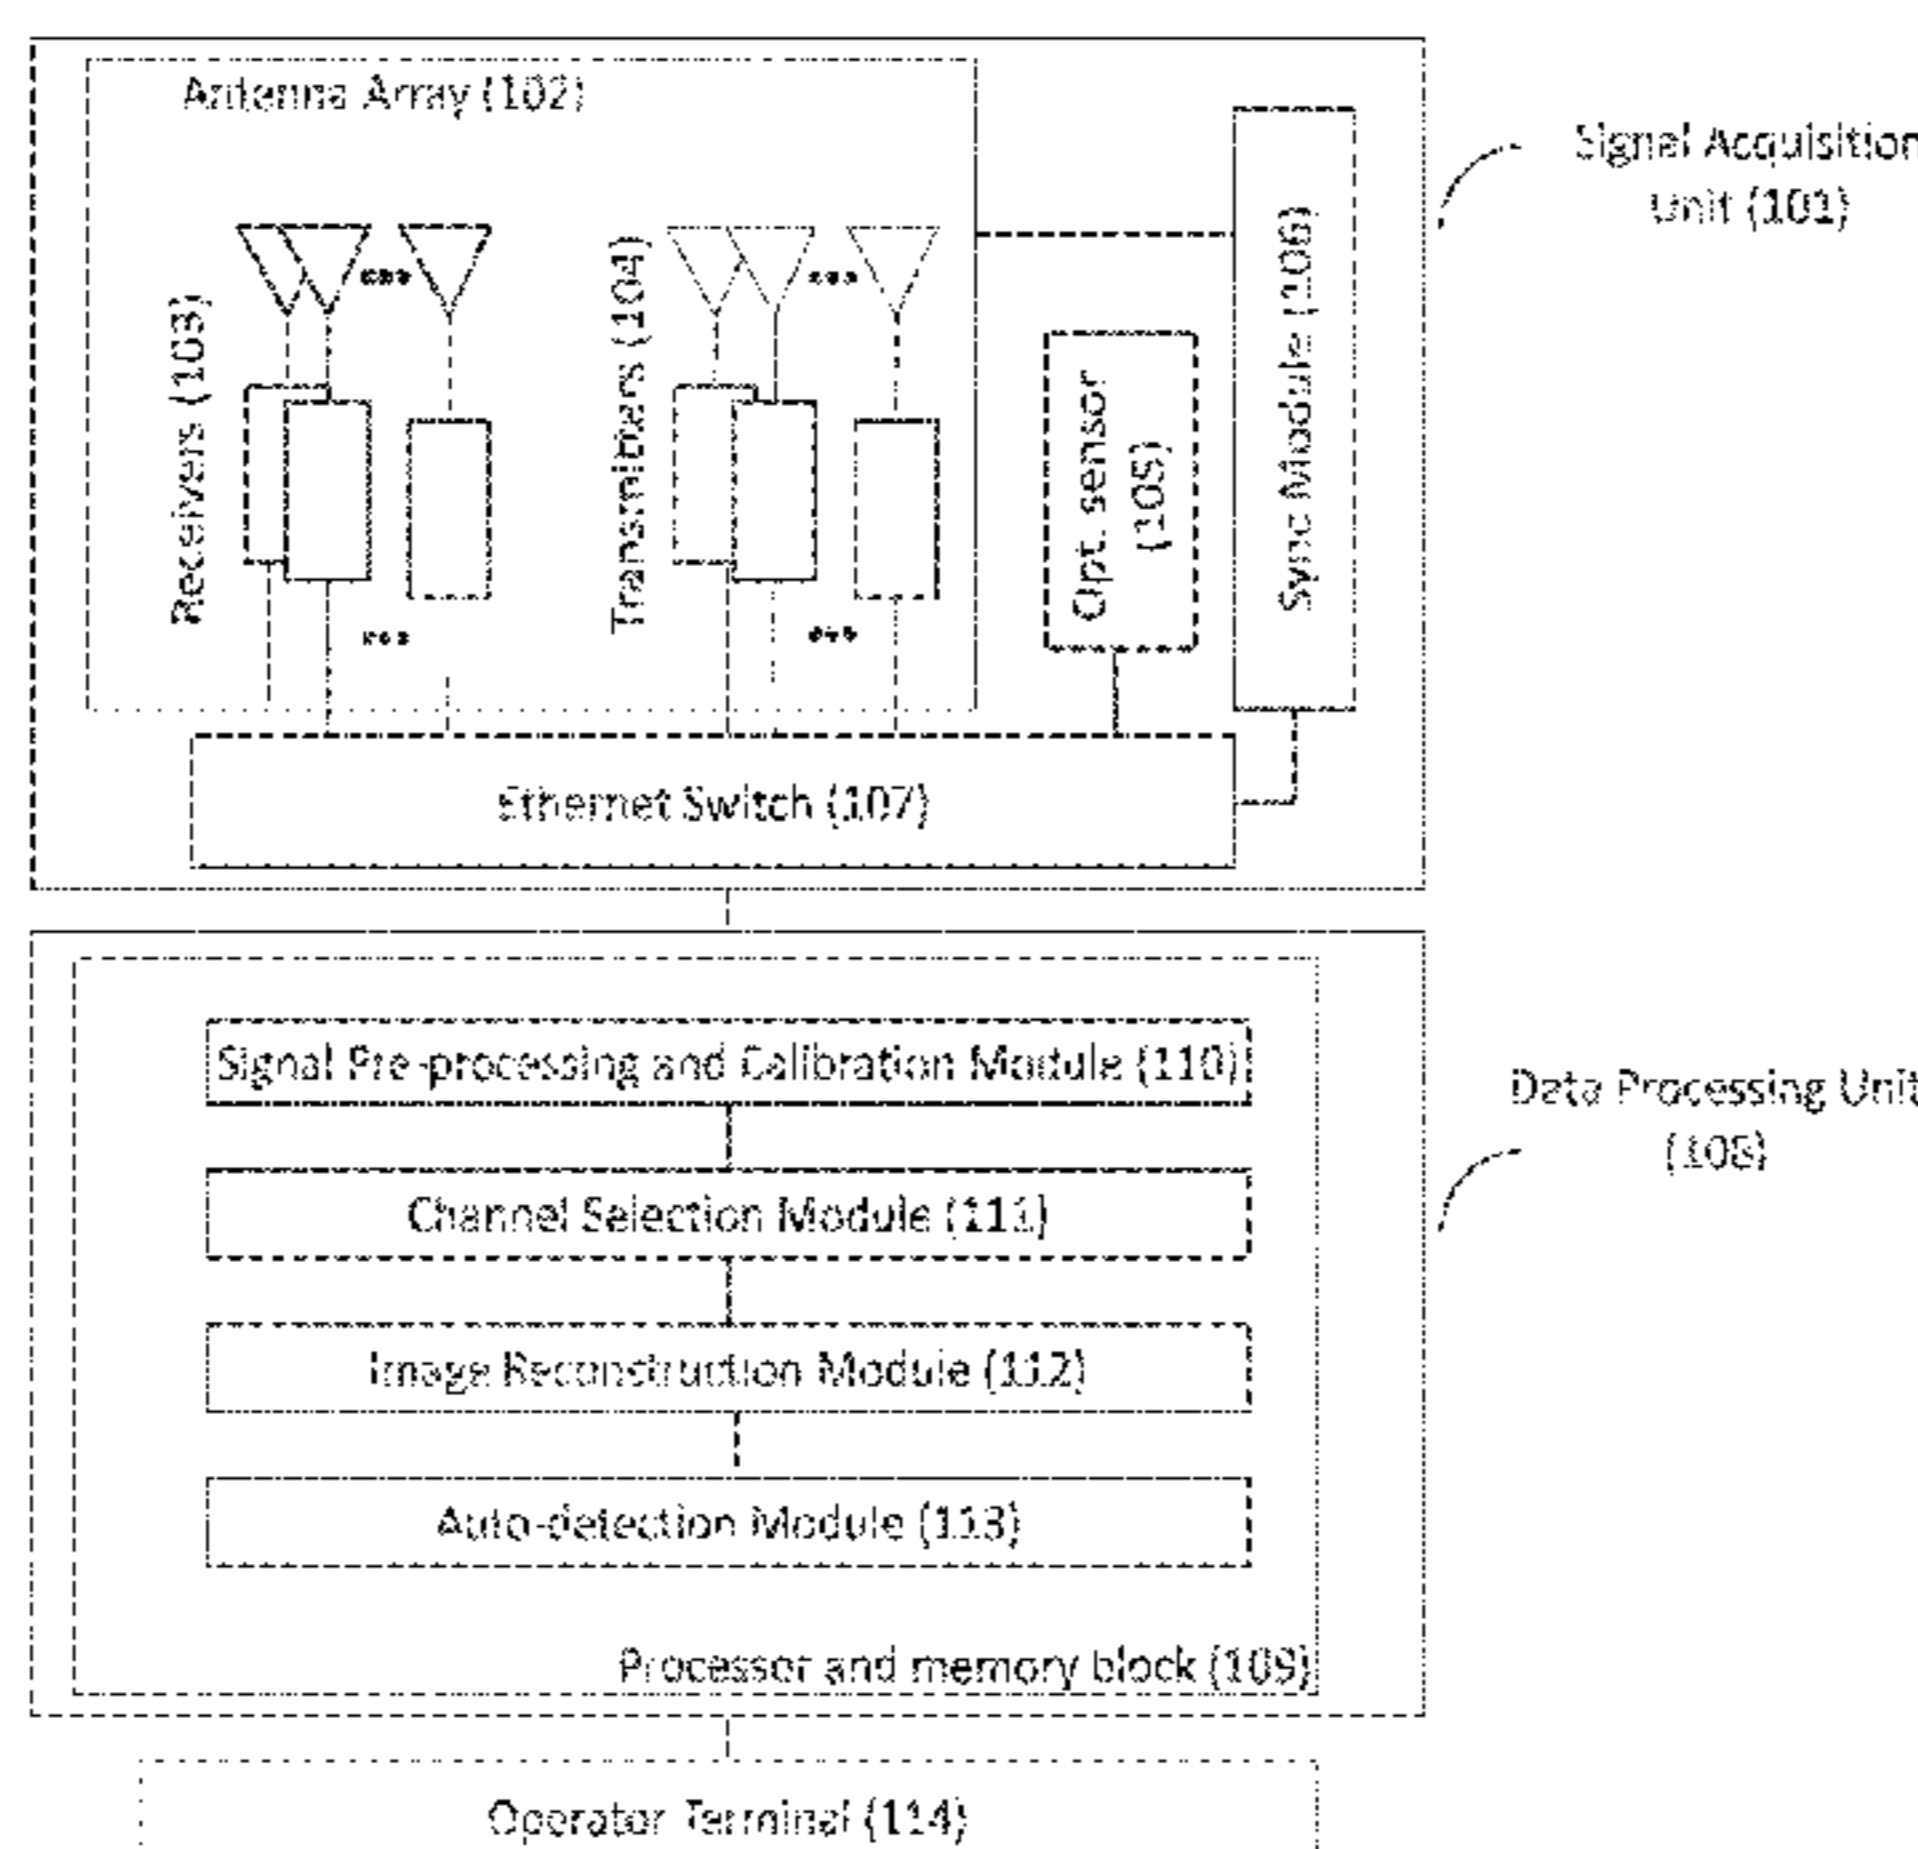 Antenna Array (102)
Signal Acquisition
Unit (101)
Receivers (103)
Transmitters (104)
Opt. sensor
(105)
Sync Module (106)
Ethernet Switch (107)
Signal Pre-processing and Calibration Module (110)
Data Processing Unit
(108)
Channel Selection Module (111)
Image Reconstruction Module (112)
Auto-detection Module (113)
Processor and memory block (109)
Operator Terminal (114)